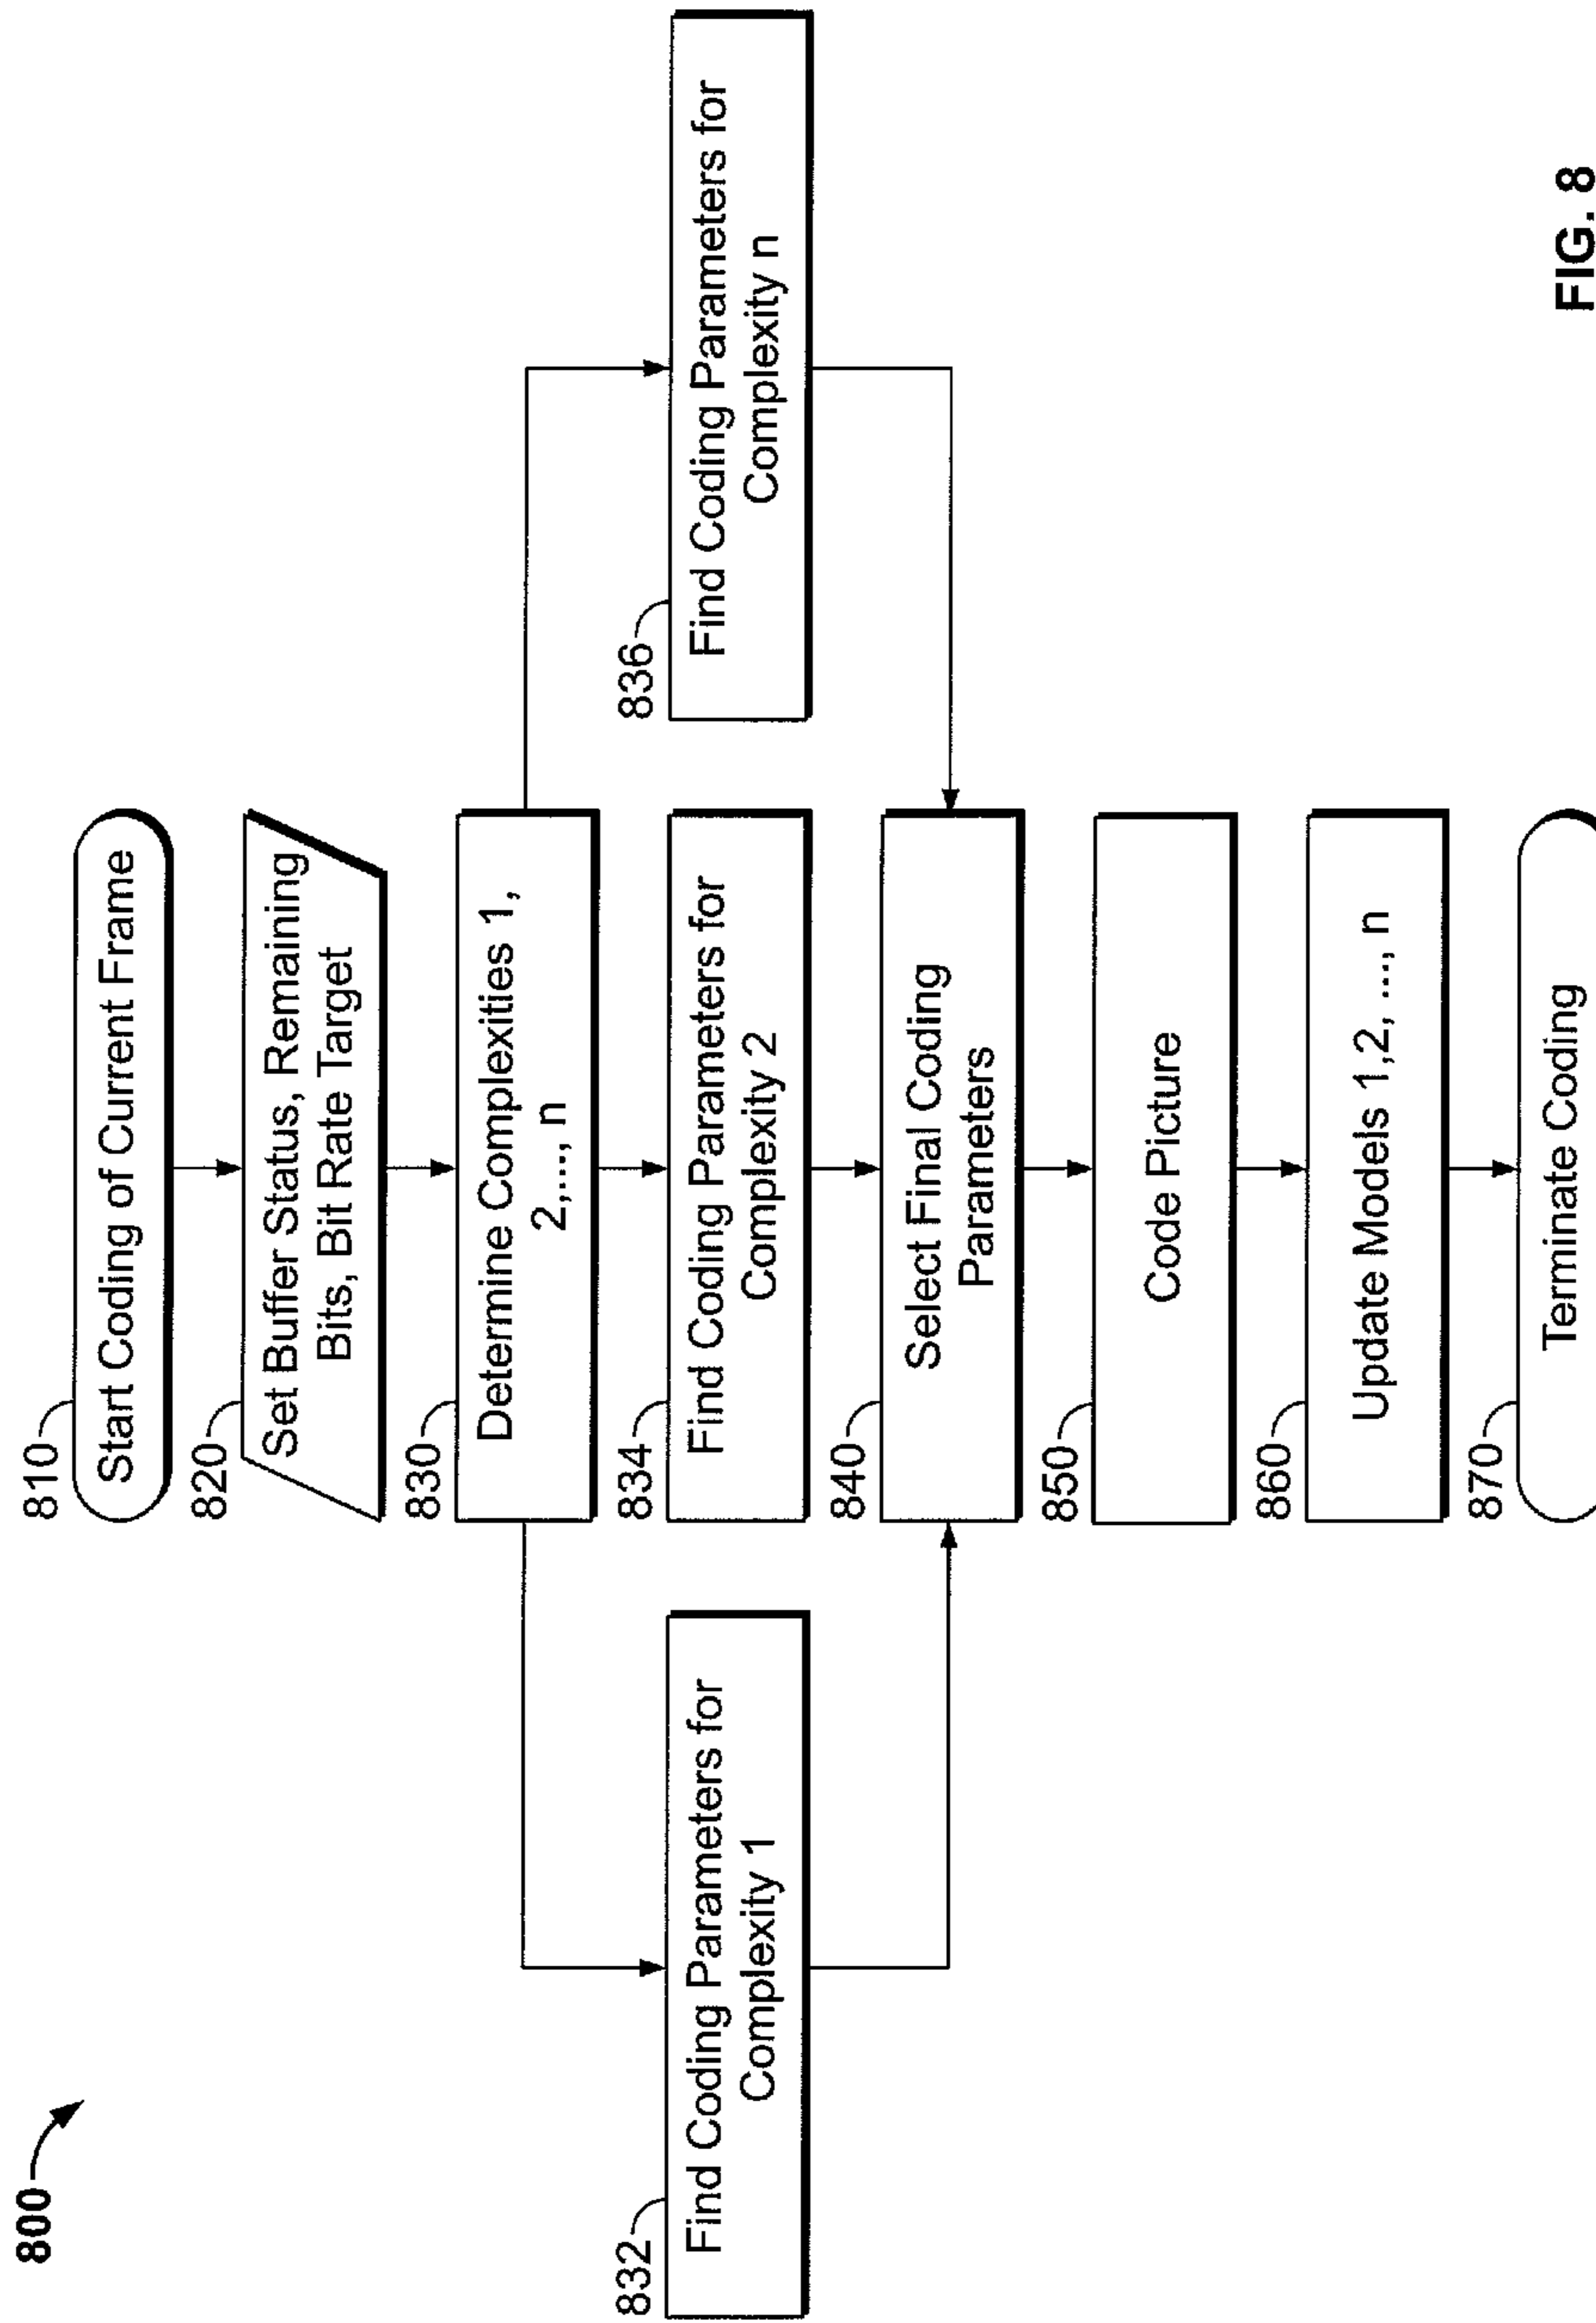 800
810
Start Coding of Current Frame
820
Set Buffer Status, Remaining
Bits, Bit Rate Target
830
Determine Complexities 1,
2,..., n
832
Find Coding Parameters for
Complexity 1
834
Find Coding Parameters for
Complexity 2
836
Find Coding Parameters for
Complexity n
840
Select Final Coding
Parameters
850
Code Picture
860
Update Models 1,2, ..., n
870
Terminate Coding
FIG. 8